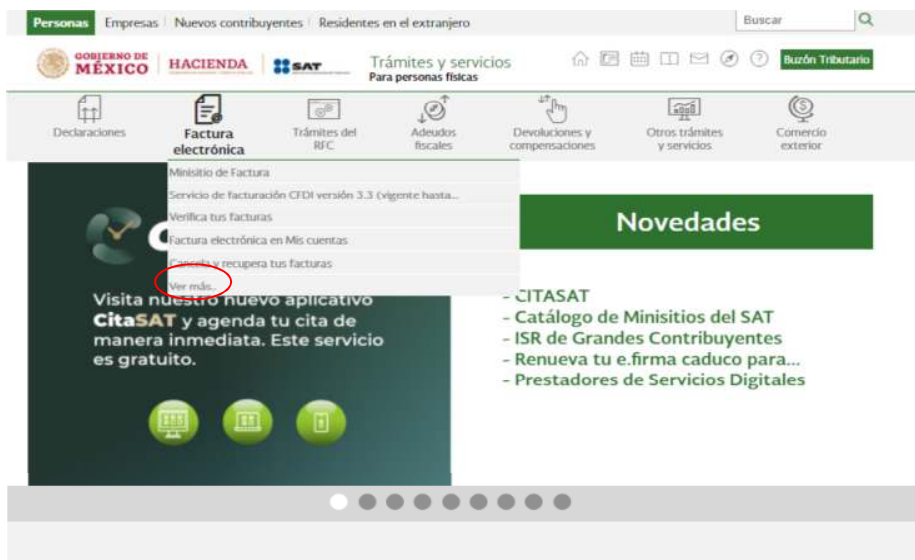 Personas Empresas Nuevos contribuyentes Residentes en el extranjero Buscar
GOBIERNO DE MÉXICO HACIENDA SAT Trámites y servicios
Para personas físicas
Buzón Tributario
Declaraciones
Factura electrónica
Trámites del RFC
Adeudos fiscales
Devoluciones y compensaciones
Otros trámites y servicios
Comercio exterior
Minisitio de Factura
Servicio de facturación CFDI versión 3.3 (vigente hasta...
Verifica tus facturas
Factura electrónica en Mis cuentas
Cancela y recupera tus facturas
Ver más..
C
Visita nuestro nuevo aplicativo
CitaSAT y agenda tu cita de
manera inmediata. Este servicio
es gratuito.
Novedades
- CITASAT
- Catálogo de Minisitios del SAT
- ISR de Grandes Contribuyentes
- Renueva tu e.firma caduco para...
- Prestadores de Servicios Digitales